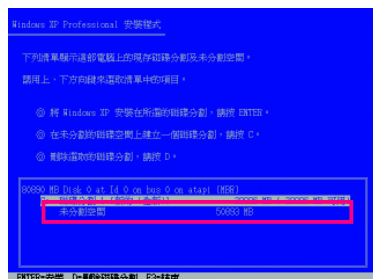 Windows XP Professional 安裝程式
下列清單顯示這部電腦上的現存磁碟分割及未分割空間。
請用上、下方向鍵來選取清單中的項目。
◎ 將 Windows XP 安裝在所選的磁碟分割，請按 ENTER。
◎ 在未分割的磁碟空間上建立一個磁碟分割，請按 C。
◎ 刪除選取的磁碟分割，請按 D。
80890 MB Disk 0 at Id 0 on bus 0 on atapi (MBR)
未分割空間 50893 MB
ENTER=安裝 D=刪除磁碟分割 F3=結束